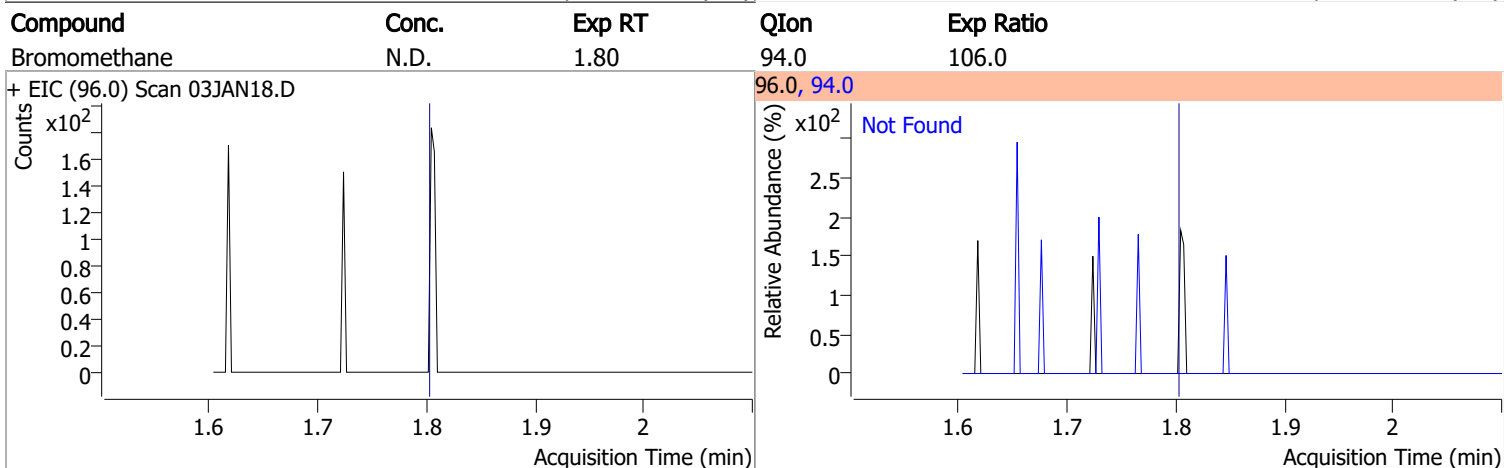 Compound Conc. Exp RT QIon Exp Ratio
Bromomethane N.D. 1.80 94.0 106.0
+ EIC (96.0) Scan 03JAN18.D
Counts
x10²
1.6
1.4
1.2
1
0.8
0.6
0.4
0.2
0
1.6 1.7 1.8 1.9 2
Acquisition Time (min)
96.0, 94.0
Relative Abundance (%)
x10²
Not Found
2.5
2
1.5
1
0.5
0
1.6 1.7 1.8 1.9 2
Acquisition Time (min)